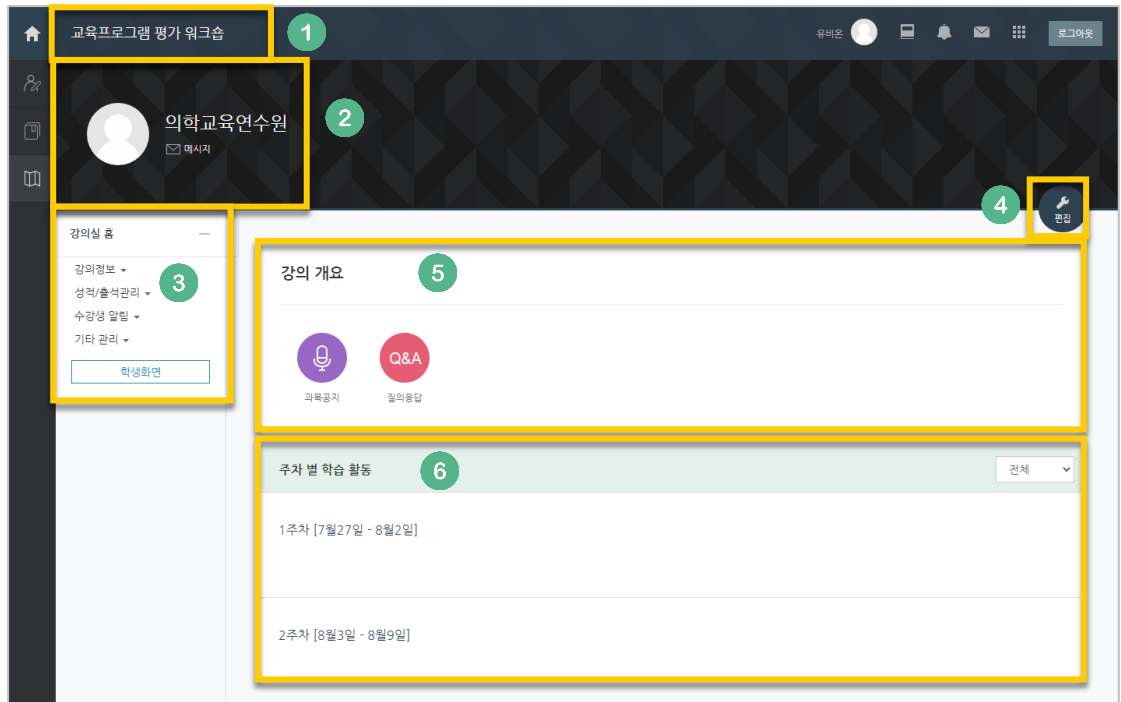 교육프로그램 평가 워크숍
1
유비온
로그아웃
의학교육연수원
메시지
2
강의실 홈
강의정보
성적/출석관리
수강생 알림
기타 관리
학생화면
3
4
편집
강의 개요
5
Q&A
과목공지
질의응답
주차 별 학습 활동
6
전체
1주차 [7월27일 - 8월2일]
2주차 [8월3일 - 8월9일]